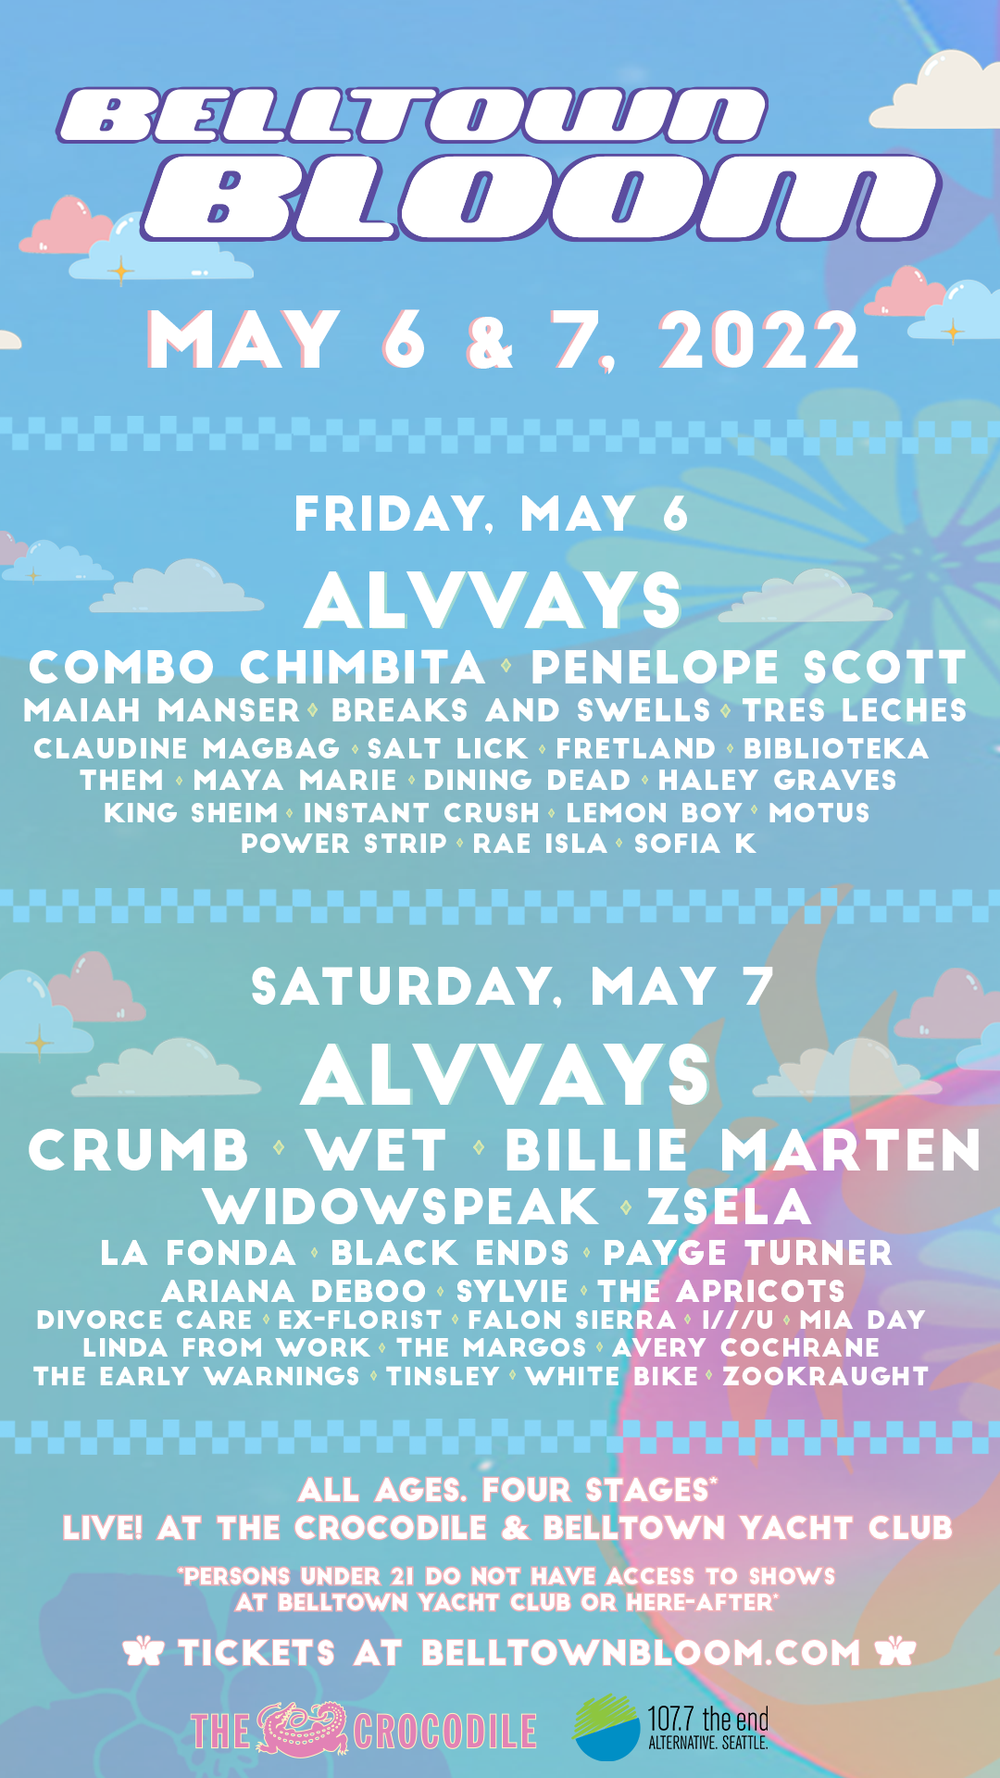 BELLTOWN
BLOOM
MAY 6 & 7, 2022
FRIDAY, MAY 6
ALVVAYS
COMBO CHIMBITA ⬧ PENELOPE SCOTT
MAIAH MANSER ⬧ BREAKS AND SWELLS ⬧ TRES LECHES
CLAUDINE MAGBAG ⬧ SALT LICK ⬧ FRETLAND ⬧ BIBLIOTEKA
THEM ⬧ MAYA MARIE ⬧ DINING DEAD ⬧ HALEY GRAVES
KING SHEIM ⬧ INSTANT CRUSH ⬧ LEMON BOY ⬧ MOTUS
POWER STRIP ⬧ RAE ISLA ⬧ SOFIA K
SATURDAY, MAY 7
ALVVAYS
CRUMB ⬧ WET ⬧ BILLIE MARTEN
WIDOWSPEAK ⬧ ZSELA
LA FONDA ⬧ BLACK ENDS ⬧ PAYGE TURNER
ARIANA DEBOO ⬧ SYLVIE ⬧ THE APRICOTS
DIVORCE CARE ⬧ EX-FLORIST ⬧ FALON SIERRA ⬧ I///U ⬧ MIA DAY
LINDA FROM WORK ⬧ THE MARGOS ⬧ AVERY COCHRANE
THE EARLY WARNINGS ⬧ TINSLEY ⬧ WHITE BIKE ⬧ ZOOKRAUGHT
ALL AGES. FOUR STAGES*
LIVE! AT THE CROCODILE & BELLTOWN YACHT CLUB
*PERSONS UNDER 21 DO NOT HAVE ACCESS TO SHOWS
AT BELLTOWN YACHT CLUB OR HERE-AFTER*
TICKETS AT BELLTOWNBLOOM.COM
THE CROCODILE
107.7 the end
ALTERNATIVE. SEATTLE.